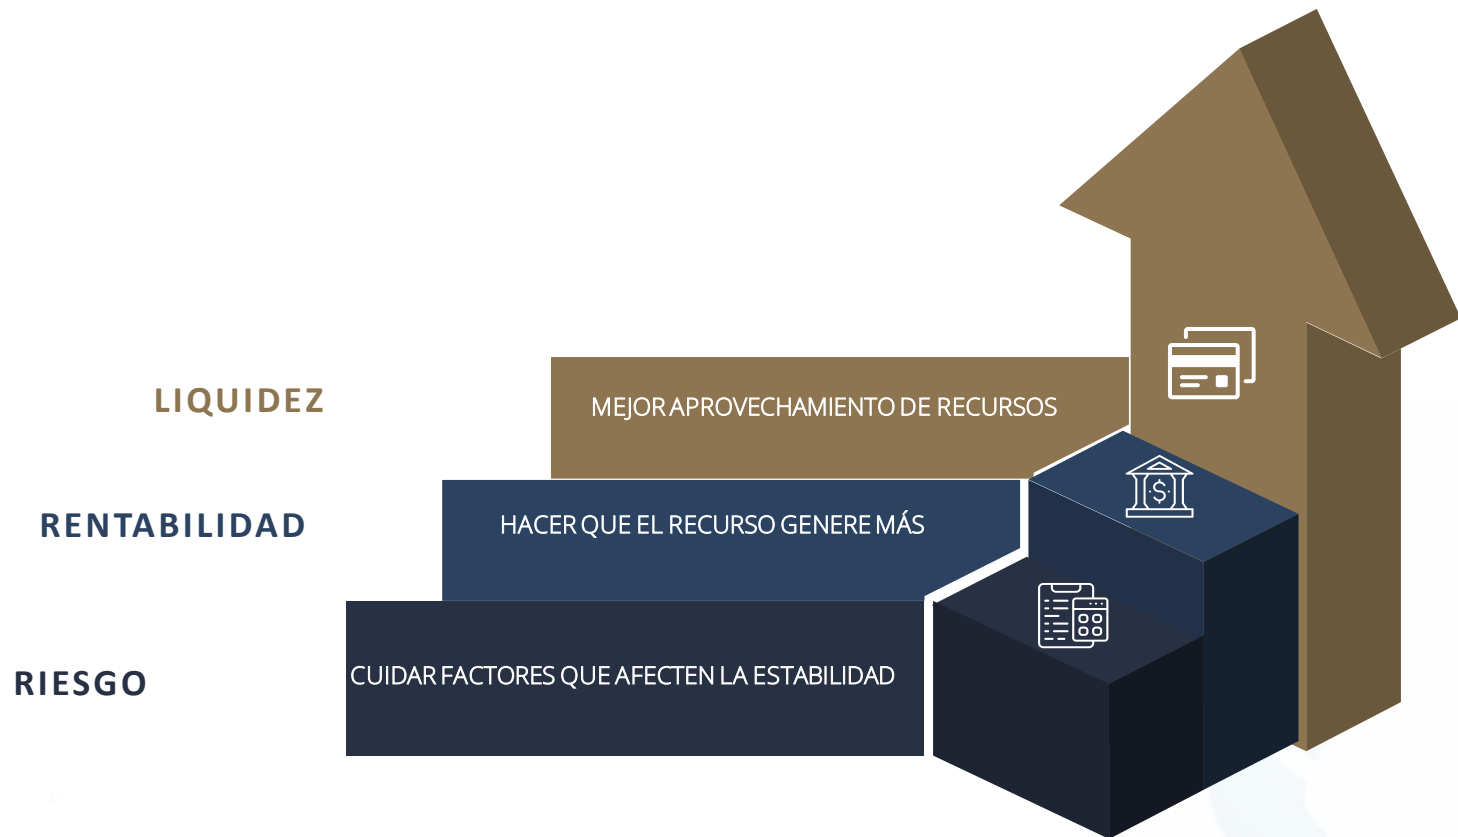 LIQUIDEZ
MEJOR APROVECHAMIENTO DE RECURSOS
RENTABILIDAD
HACER QUE EL RECURSO GENERE MÁS
RIESGO
CUIDAR FACTORES QUE AFECTEN LA ESTABILIDAD
$